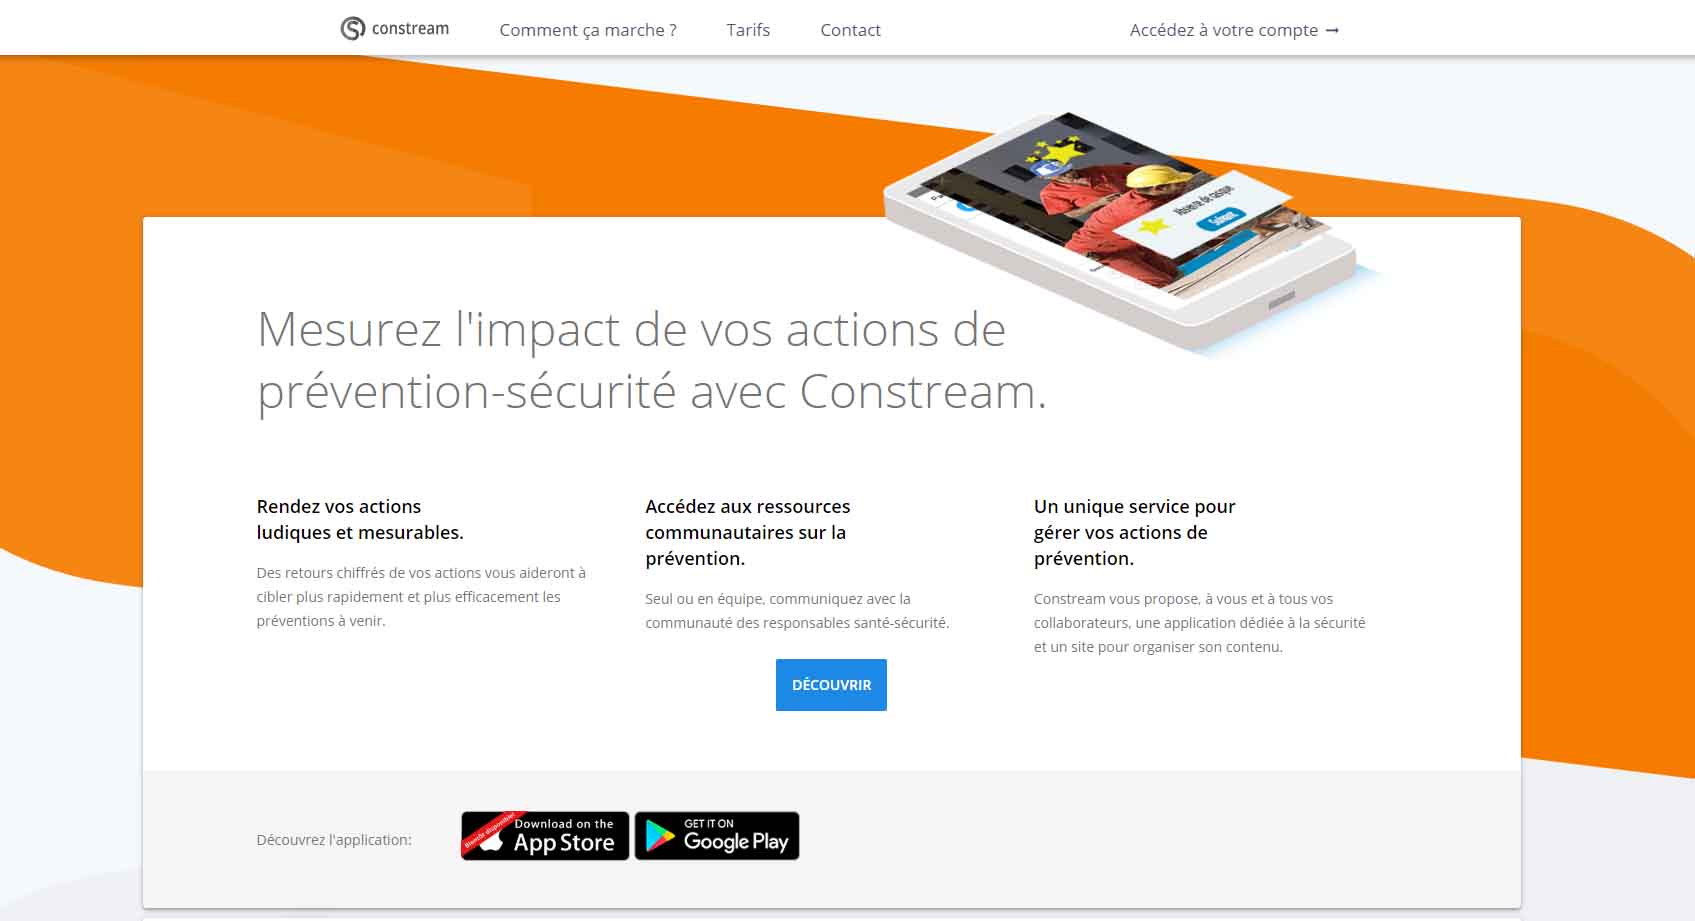 constream
Comment ça marche ?
Tarifs
Contact
Accédez à votre compte →
Absence de casque
Suivant
Mesurez l'impact de vos actions de
prévention-sécurité avec Constream.
Rendez vos actions
ludiques et mesurables.
Des retours chiffrés de vos actions vous aideront à
cibler plus rapidement et plus efficacement les
préventions à venir.
Accédez aux ressources
communautaires sur la
prévention.
Seul ou en équipe, communiquez avec la
communauté des responsables santé-sécurité.
Un unique service pour
gérer vos actions de
prévention.
Constream vous propose, à vous et à tous vos
collaborateurs, une application dédiée à la sécurité
et un site pour organiser son contenu.
DÉCOUVRIR
Découvrez l'application:
Bientôt disponible!
Download on the
App Store
GET IT ON
Google Play